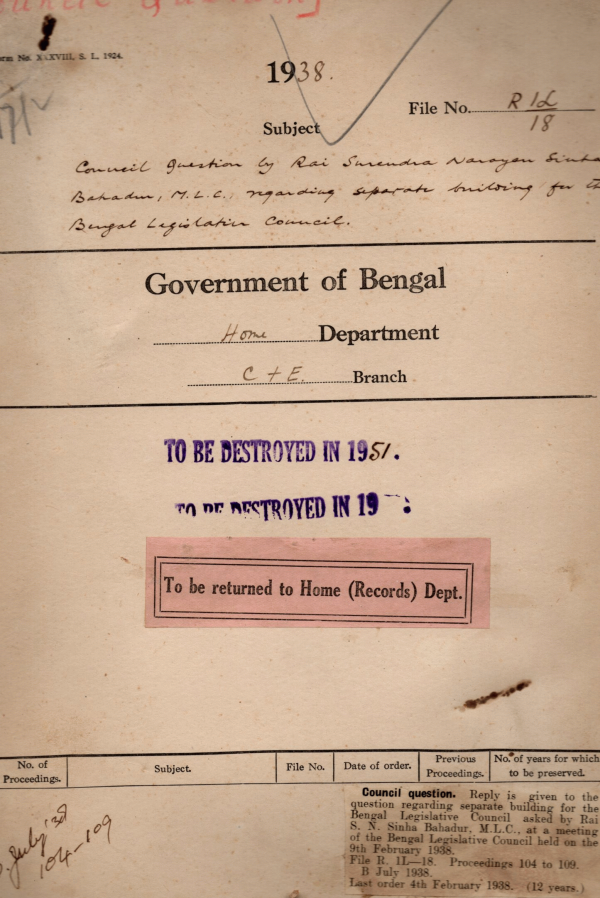 Council Question]
Form No. XXXVIII, S. L. 1924.
1938.
File No. R 1L/18
Subject
Council Question by Rai Surendra Narayan Sinha
Bahadur, M.L.C., regarding separate building for the
Bengal Legislative Council.
Government of Bengal
Home Department
C & E. Branch
TO BE DESTROYED IN 1951.
TO BE DESTROYED IN 19
To be returned to Home (Records) Dept.
No. of Proceedings.
Subject.
File No.
Date of order.
Previous Proceedings.
No. of years for which to be preserved.
July '38
104-109
Council question. Reply is given to the
question regarding separate building for the
Bengal Legislative Council asked by Rai
S. N. Sinha Bahadur, M.L.C., at a meeting
of the Bengal Legislative Council held on the
9th February 1938.
File R. 1L—18. Proceedings 104 to 109.
B July 1938.
Last order 4th February 1938. (12 years.)